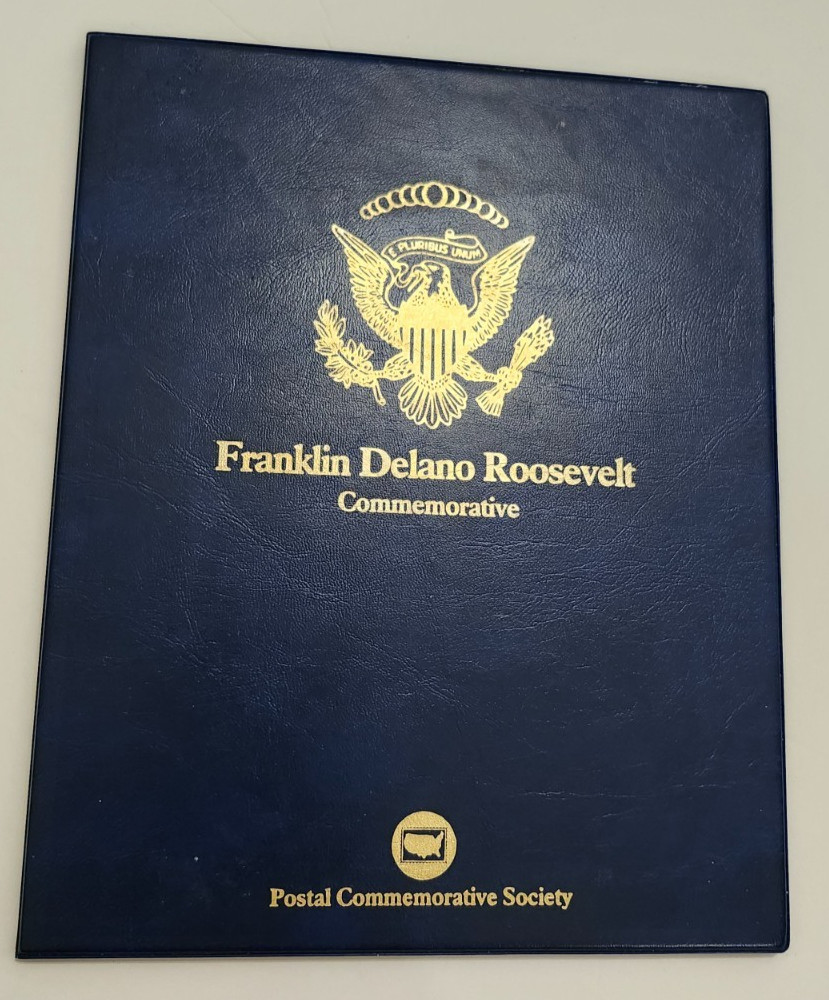 E PLURIBUS UNUM
Franklin Delano Roosevelt
Commemorative
Postal Commemorative Society